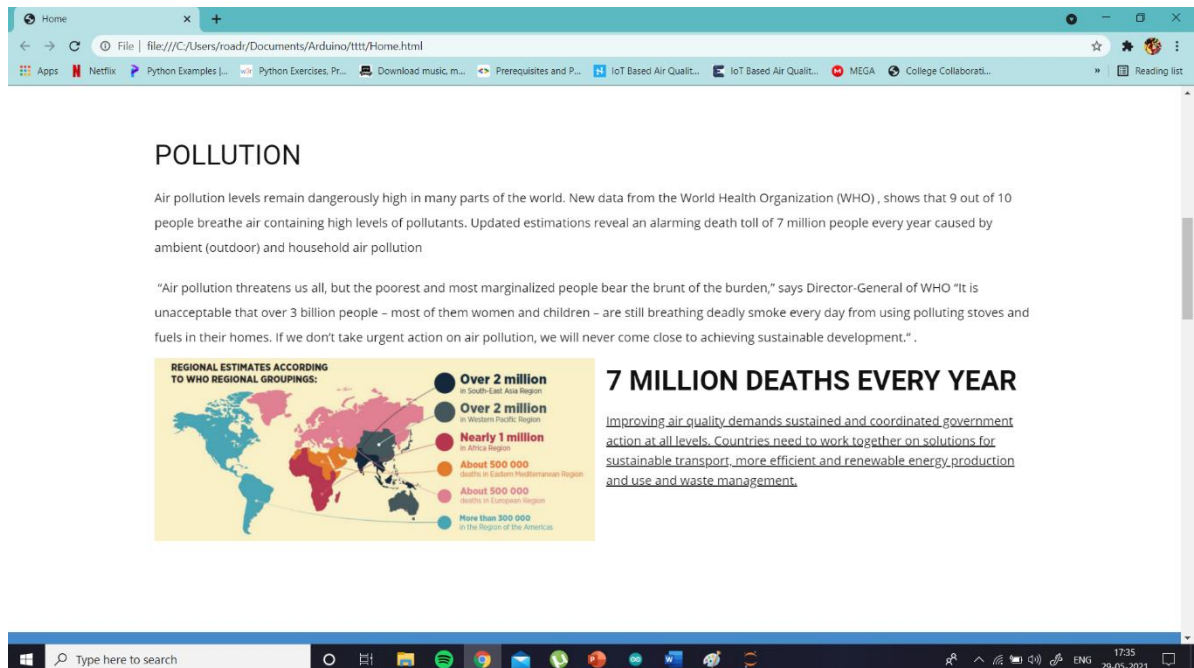 Home
File | file:///C:/Users/roadr/Documents/Arduino/tttt/Home.html
Apps Netflix Python Examples |... Python Exercises, Pr... Download music, m... Prerequisites and P... IoT Based Air Qualit... IoT Based Air Qualit... MEGA College Collaborati... » Reading list
POLLUTION
Air pollution levels remain dangerously high in many parts of the world. New data from the World Health Organization (WHO) , shows that 9 out of 10
people breathe air containing high levels of pollutants. Updated estimations reveal an alarming death toll of 7 million people every year caused by
ambient (outdoor) and household air pollution
“Air pollution threatens us all, but the poorest and most marginalized people bear the brunt of the burden,” says Director-General of WHO “It is
unacceptable that over 3 billion people – most of them women and children – are still breathing deadly smoke every day from using polluting stoves and
fuels in their homes. If we don’t take urgent action on air pollution, we will never come close to achieving sustainable development.” .
REGIONAL ESTIMATES ACCORDING
TO WHO REGIONAL GROUPINGS:
Over 2 million
in South-East Asia Region
Over 2 million
in Western Pacific Region
Nearly 1 million
in Africa Region
About 500 000
deaths in Eastern Mediterranean Region
About 500 000
deaths in European Region
More than 300 000
in the Region of the Americas
7 MILLION DEATHS EVERY YEAR
Improving air quality demands sustained and coordinated government
action at all levels. Countries need to work together on solutions for
sustainable transport, more efficient and renewable energy production
and use and waste management.
Type here to search
ENG
17:35
29-05-2021